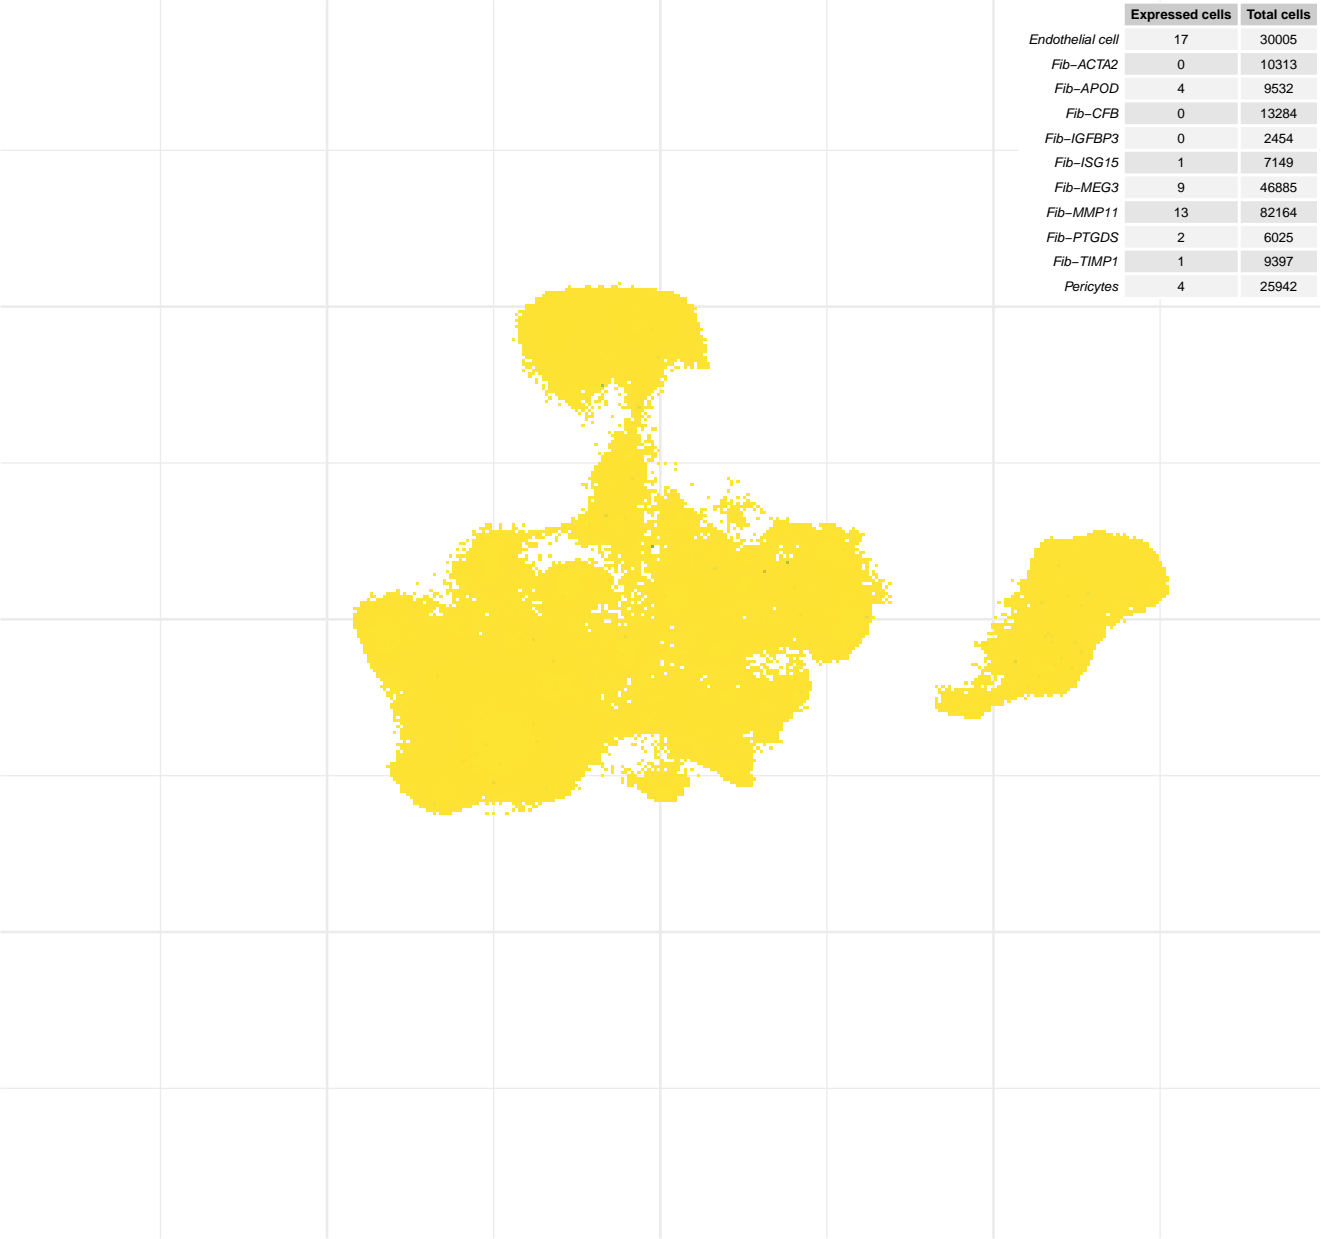 Expressed cells Total cells
Endothelial cell 17 30005
Fib−ACTA2 0 10313
Fib−APOD 4 9532
Fib−CFB 0 13284
Fib−IGFBP3 0 2454
Fib−ISG15 1 7149
Fib−MEG3 9 46885
Fib−MMP11 13 82164
Fib−PTGDS 2 6025
Fib−TIMP1 1 9397
Pericytes 4 25942